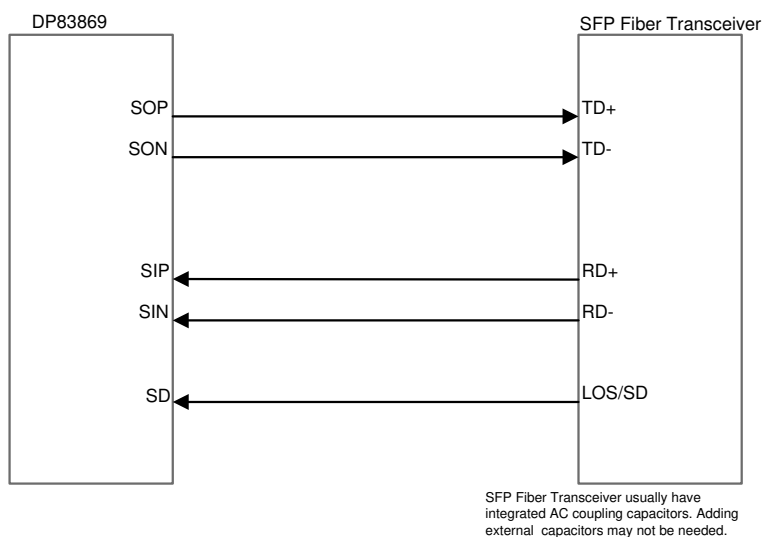 DP83869
SFP Fiber Transceiver
SOP
TD+
SON
TD-
SIP
RD+
SIN
RD-
SD
LOS/SD
SFP Fiber Transceiver usually have
integrated AC coupling capacitors. Adding
external capacitors may not be needed.